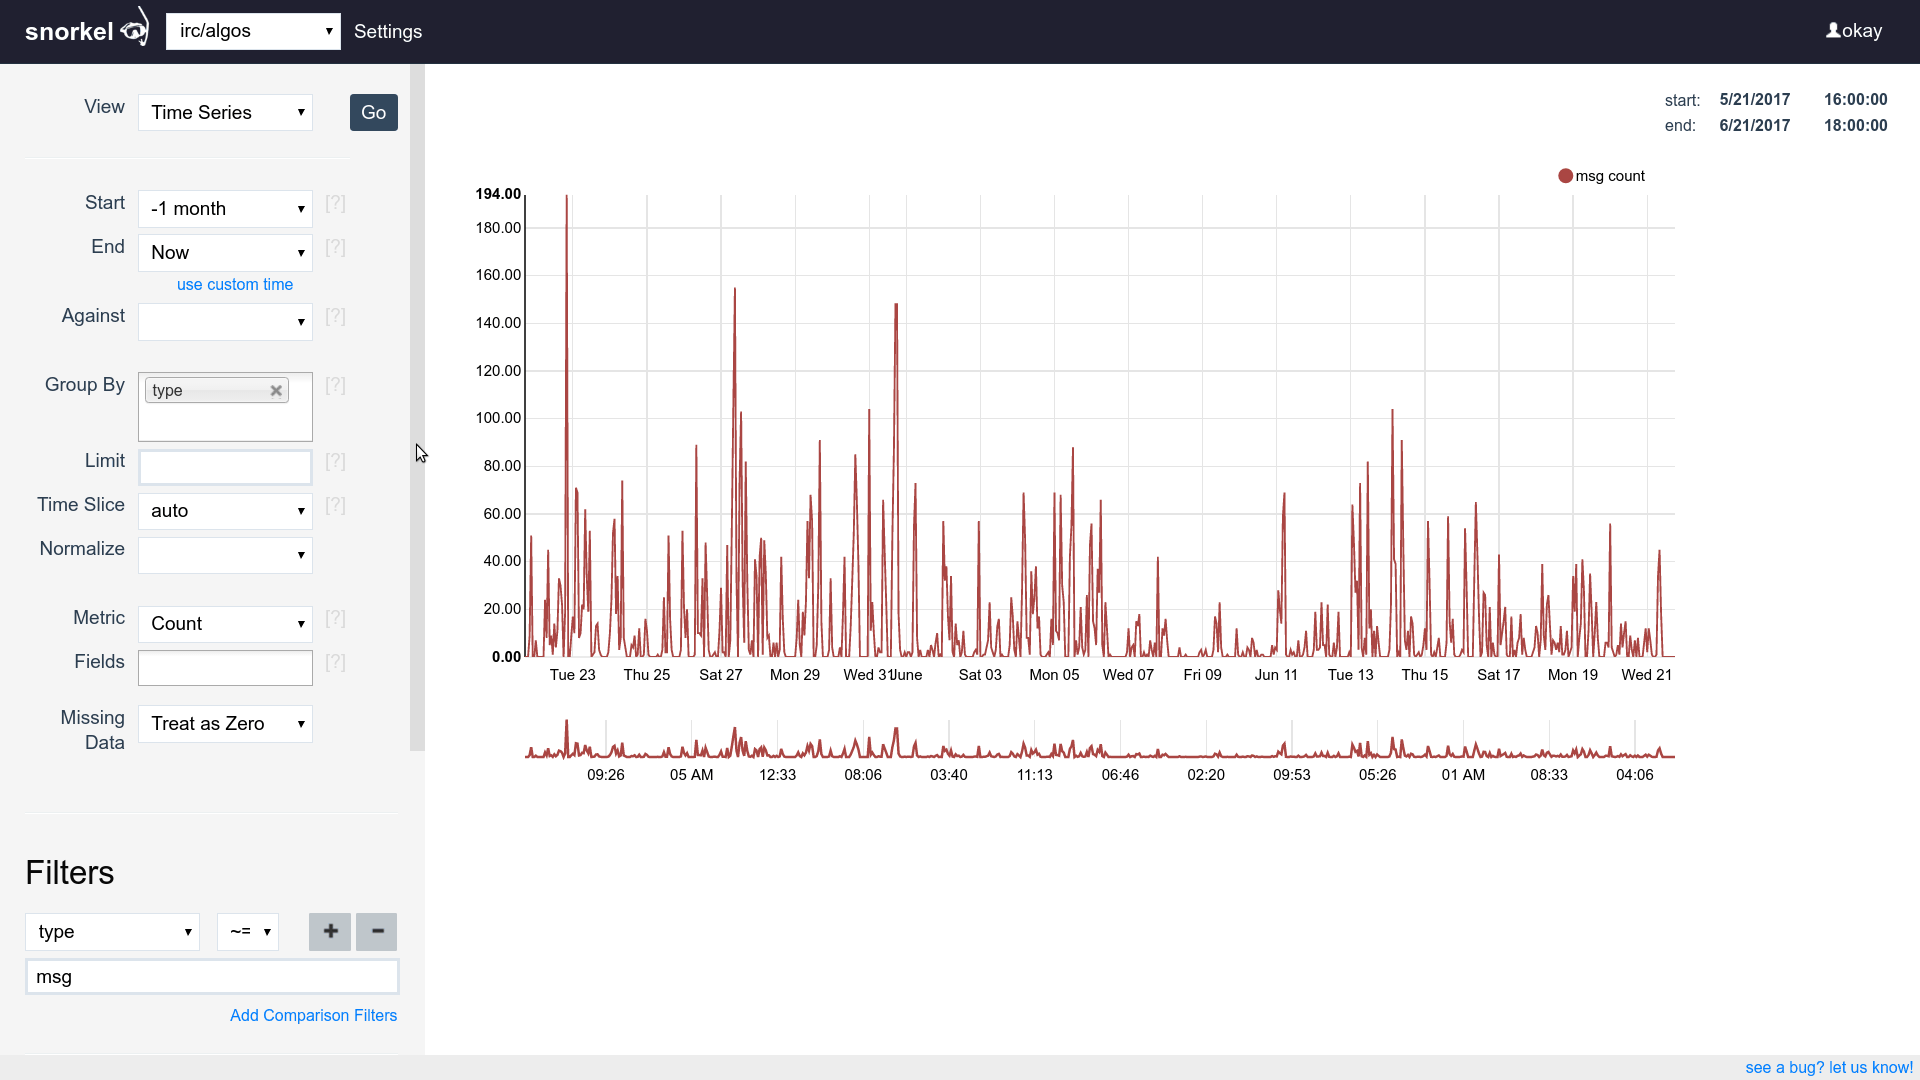 snorkel irc/algos Settings okay
View Time Series Go
Start -1 month [?]
End Now [?]
use custom time
Against [?]
Group By type [?]
Limit [?]
Time Slice auto [?]
Normalize
Metric Count [?]
Fields [?]
Missing Data Treat as Zero
Filters
type ~= + -
msg
Add Comparison Filters
start: 5/21/2017 16:00:00
end: 6/21/2017 18:00:00
msg count
194.00
180.00
160.00
140.00
120.00
100.00
80.00
60.00
40.00
20.00
0.00
Tue 23 Thu 25 Sat 27 Mon 29 Wed 31 June Sat 03 Mon 05 Wed 07 Fri 09 Jun 11 Tue 13 Thu 15 Sat 17 Mon 19 Wed 21
09:26 05 AM 12:33 08:06 03:40 11:13 06:46 02:20 09:53 05:26 01 AM 08:33 04:06
see a bug? let us know!